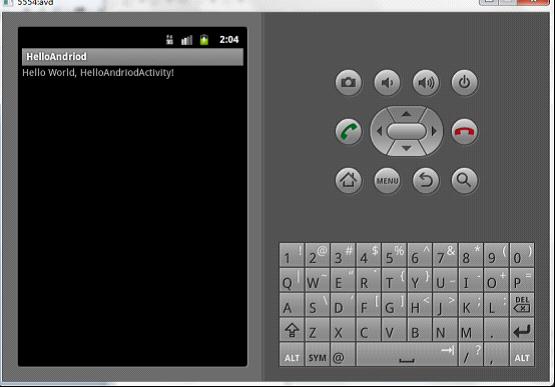 5554:avd
2:04
HelloAndriod
Hello World, HelloAndriodActivity!
MENU
1 ! 2 @ 3 # 4 $ 5 % 6 ^ 7 & 8 * 9 ( 0 )
Q | W ~ E " R ` T { Y } U _ I - O + P =
A S \ D ' F [ G ] H < J > K ; L : DEL
Z X C V B N M .
ALT SYM @ / ? , ALT